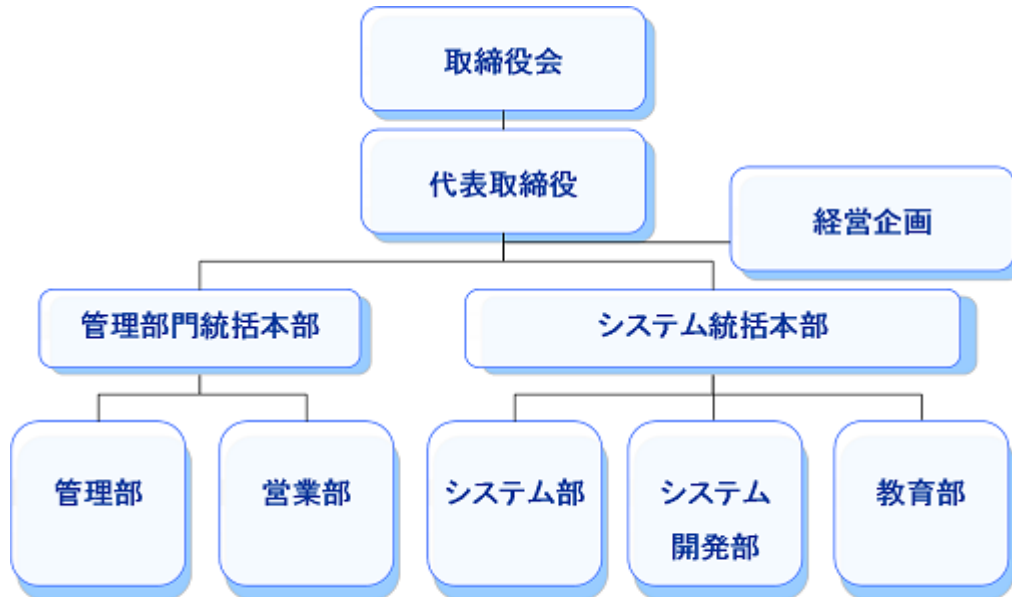 取締役会
代表取締役
経営企画
管理部門統括本部
システム統括本部
管理部
営業部
システム部
システム
開発部
教育部